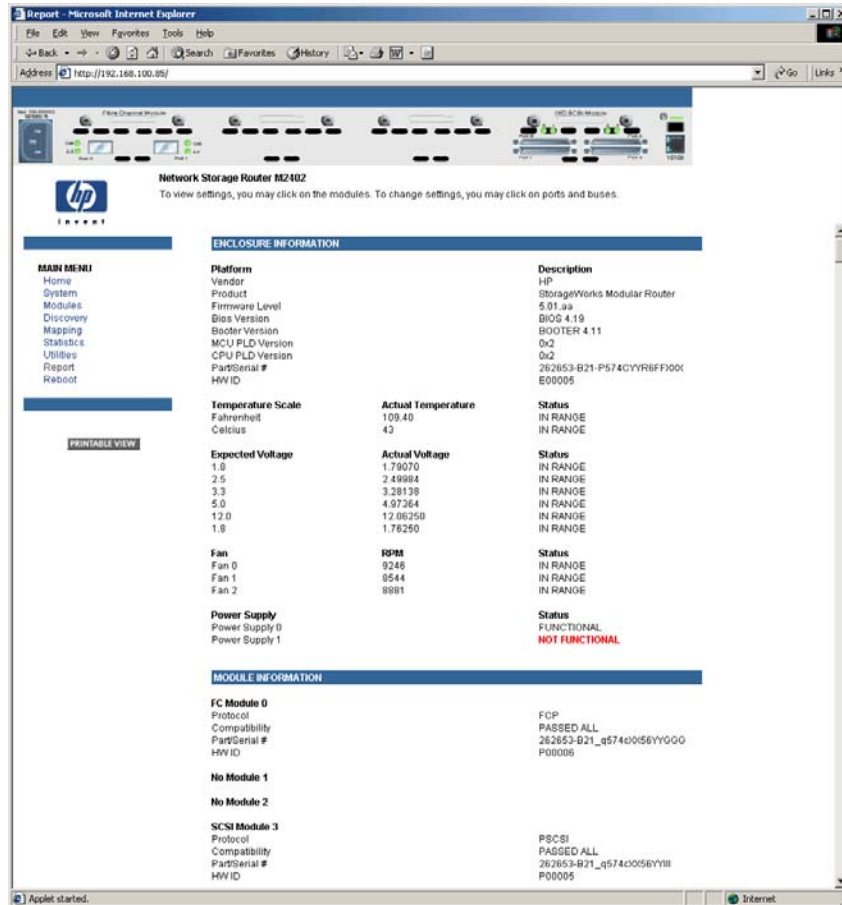 Report - Microsoft Internet Explorer
File Edit View Favorites Tools Help
Back Search Favorites History
Address http://192.168.100.85/ Go Links
Fibre Channel Module
HVD SCSI Module
Network Storage Router M2402
To view settings, you may click on the modules. To change settings, you may click on ports and buses.
hp
invent
MAIN MENU
Home
System
Modules
Discovery
Mapping
Statistics
Utilities
Report
Reboot
PRINTABLE VIEW
ENCLOSURE INFORMATION
Platform Description
Vendor HP
Product StorageWorks Modular Router
Firmware Level 5.01.aa
Bios Version BIOS 4.19
Booter Version BOOTER 4.11
MCU PLD Version 0x2
CPU PLD Version 0x2
Part/Serial # 262653-B21-P574CYYR6FFXXX
HW ID E00005
Temperature Scale Actual Temperature Status
Fahrenheit 109.40 IN RANGE
Celcius 43 IN RANGE
Expected Voltage Actual Voltage Status
1.8 1.79070 IN RANGE
2.5 2.49984 IN RANGE
3.3 3.28138 IN RANGE
5.0 4.97364 IN RANGE
12.0 12.06250 IN RANGE
1.8 1.76250 IN RANGE
Fan RPM Status
Fan 0 9246 IN RANGE
Fan 1 8544 IN RANGE
Fan 2 8881 IN RANGE
Power Supply Status
Power Supply 0 FUNCTIONAL
Power Supply 1 NOT FUNCTIONAL
MODULE INFORMATION
FC Module 0
Protocol FCP
Compatibility PASSED ALL
Part/Serial # 262653-B21_q574cXX56YYGGG
HW ID P00006
No Module 1
No Module 2
SCSI Module 3
Protocol PSCSI
Compatibility PASSED ALL
Part/Serial # 262653-B21_q574cXX56YYIII
HW ID P00005
Applet started. Internet